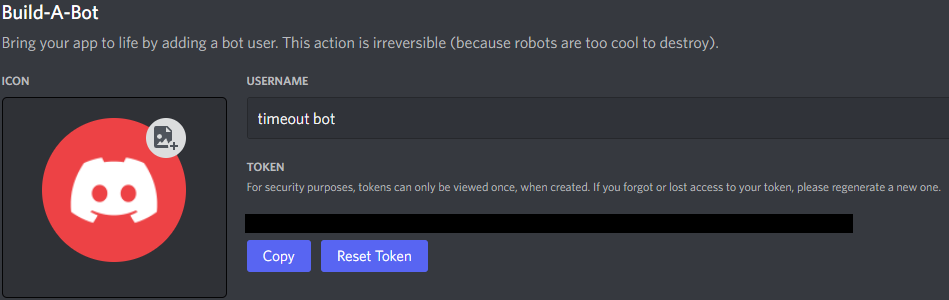 Build-A-Bot
Bring your app to life by adding a bot user. This action is irreversible (because robots are too cool to destroy).
ICON
USERNAME
timeout bot
TOKEN
For security purposes, tokens can only be viewed once, when created. If you forgot or lost access to your token, please regenerate a new one.
Copy
Reset Token